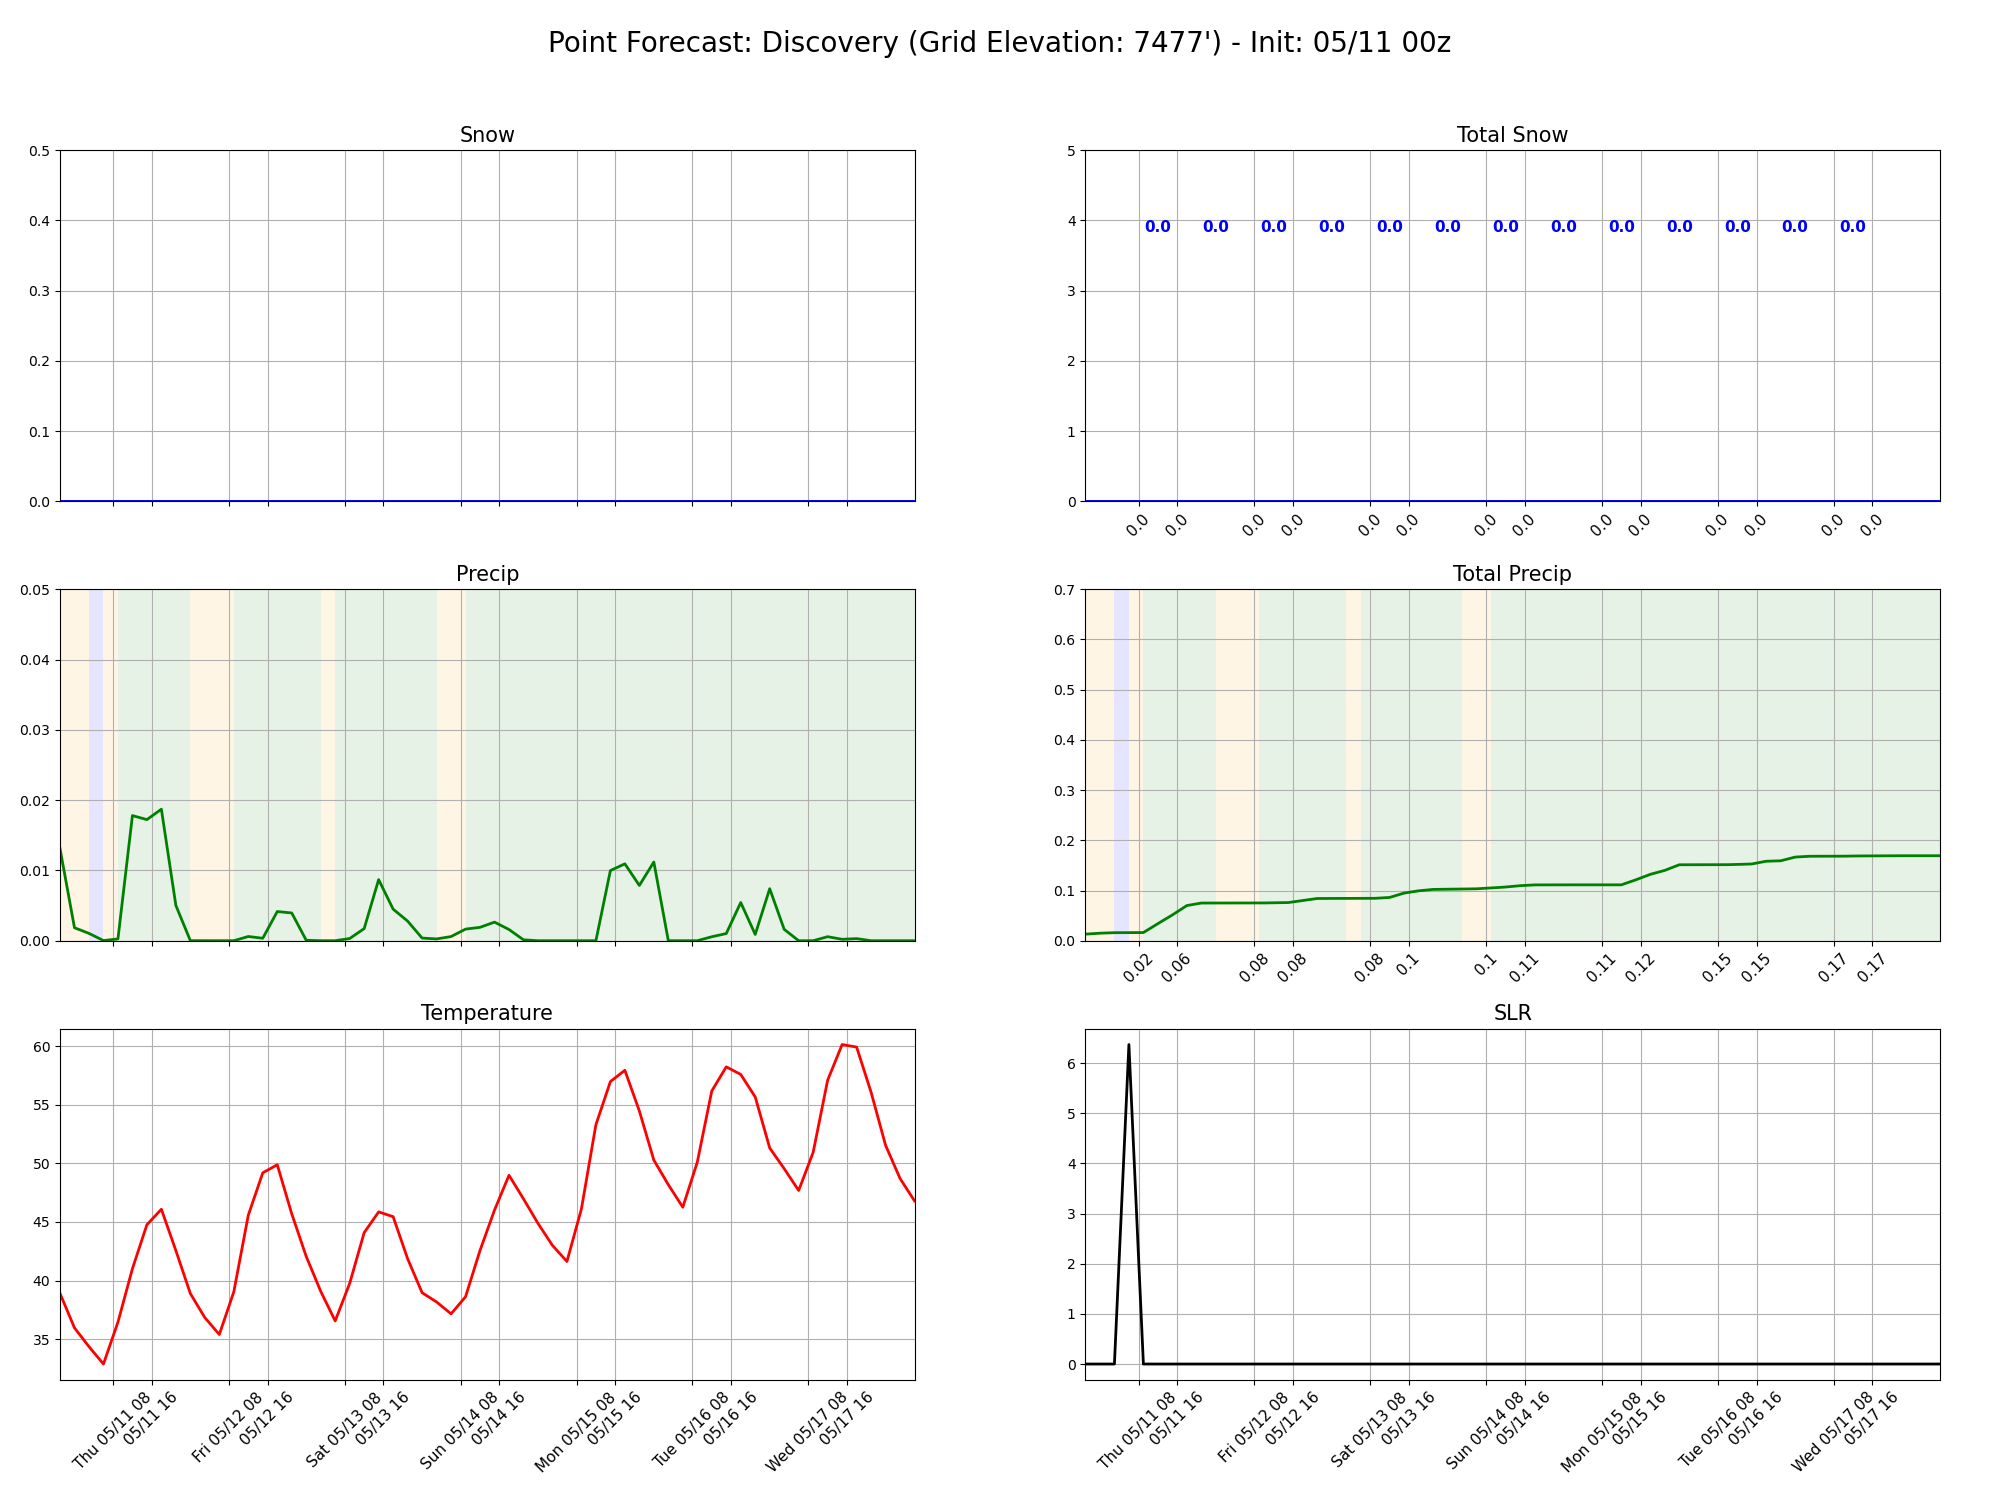 Point Forecast: Discovery (Grid Elevation: 7477') - Init: 05/11 00z
Snow
0.5
0.4
0.3
0.2
0.1
0.0
Total Snow
5
4
3
2
1
0
0.0 0.0 0.0 0.0 0.0 0.0 0.0 0.0 0.0 0.0 0.0 0.0 0.0
0.0 0.0 0.0 0.0 0.0 0.0 0.0 0.0 0.0 0.0 0.0 0.0 0.0 0.0
Precip
0.05
0.04
0.03
0.02
0.01
0.00
Total Precip
0.7
0.6
0.5
0.4
0.3
0.2
0.1
0.0
0.02 0.06 0.08 0.08 0.08 0.1 0.1 0.11 0.11 0.12 0.15 0.15 0.17 0.17
Temperature
60
55
50
45
40
35
Thu 05/11 08
05/11 16
Fri 05/12 08
05/12 16
Sat 05/13 08
05/13 16
Sun 05/14 08
05/14 16
Mon 05/15 08
05/15 16
Tue 05/16 08
05/16 16
Wed 05/17 08
05/17 16
SLR
6
5
4
3
2
1
0
Thu 05/11 08
05/11 16
Fri 05/12 08
05/12 16
Sat 05/13 08
05/13 16
Sun 05/14 08
05/14 16
Mon 05/15 08
05/15 16
Tue 05/16 08
05/16 16
Wed 05/17 08
05/17 16